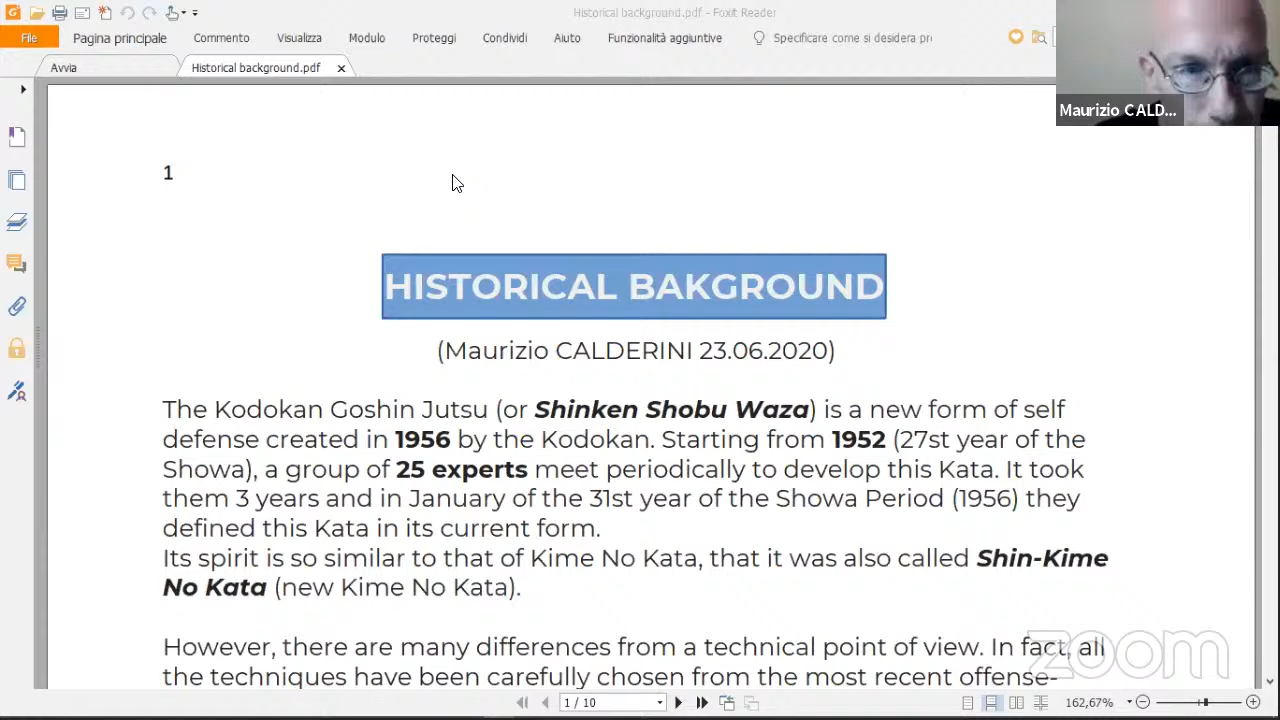 Historical background.pdf - Foxit Reader
File Pagina principale Commento Visualizza Modulo Proteggi Condividi Aiuto Funzionalità aggiuntive Specificare come si desidera
Avvia Historical background.pdf
Maurizio CALD...
1
HISTORICAL BAKGROUND
(Maurizio CALDERINI 23.06.2020)
The Kodokan Goshin Jutsu (or Shinken Shobu Waza) is a new form of self
defense created in 1956 by the Kodokan. Starting from 1952 (27st year of the
Showa), a group of 25 experts meet periodically to develop this Kata. It took
them 3 years and in January of the 31st year of the Showa Period (1956) they
defined this Kata in its current form.
Its spirit is so similar to that of Kime No Kata, that it was also called Shin-Kime
No Kata (new Kime No Kata).
However, there are many differences from a technical point of view. In fact, all
the techniques have been carefully chosen from the most recent offense-
zoom
1 / 10 162,67%